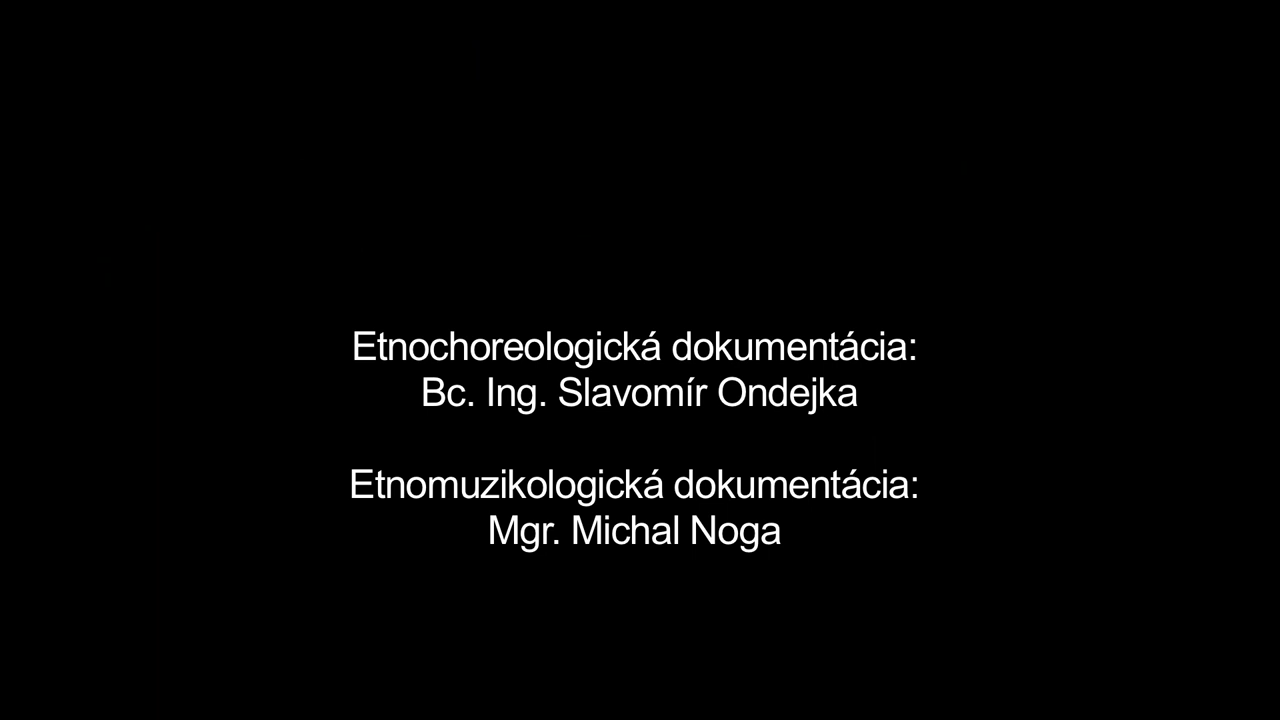 Etnochoreologická dokumentácia:
Bc. Ing. Slavomír Ondejka
Etnomuzikologická dokumentácia:
Mgr. Michal Noga